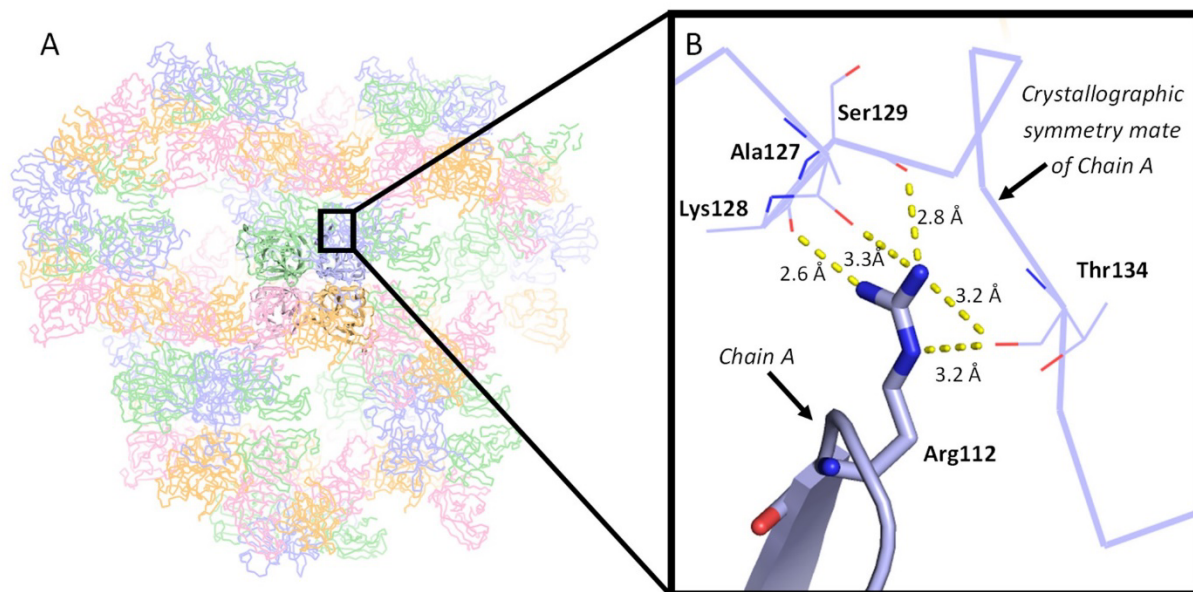 A
B
Ser129
Crystallographic
symmetry mate
of Chain A
Ala127
Lys128
2.8 Å
3.3Å
2.6 Å
3.2 Å
Thr134
Chain A
3.2 Å
Arg112